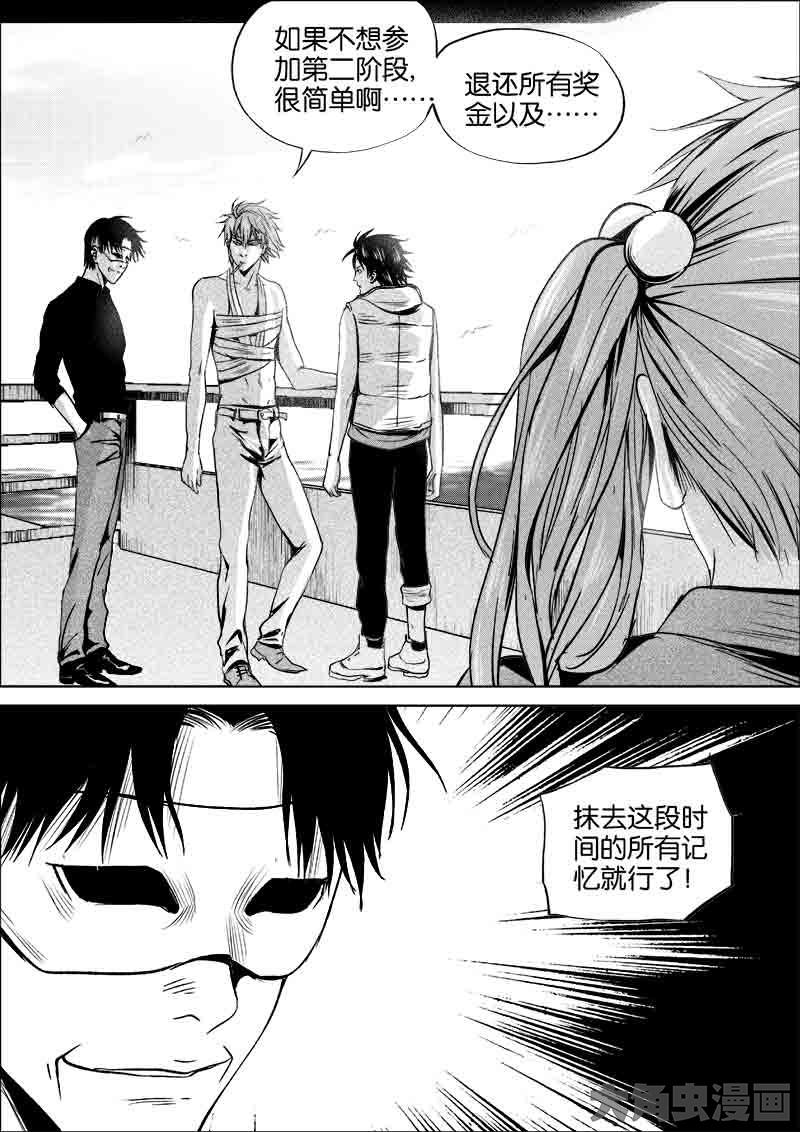 如果不想参
加第二阶段，
很简单啊……
退还所有奖
金以及……
抹去这段时
间的所有记
忆就行了！
六角虫漫画